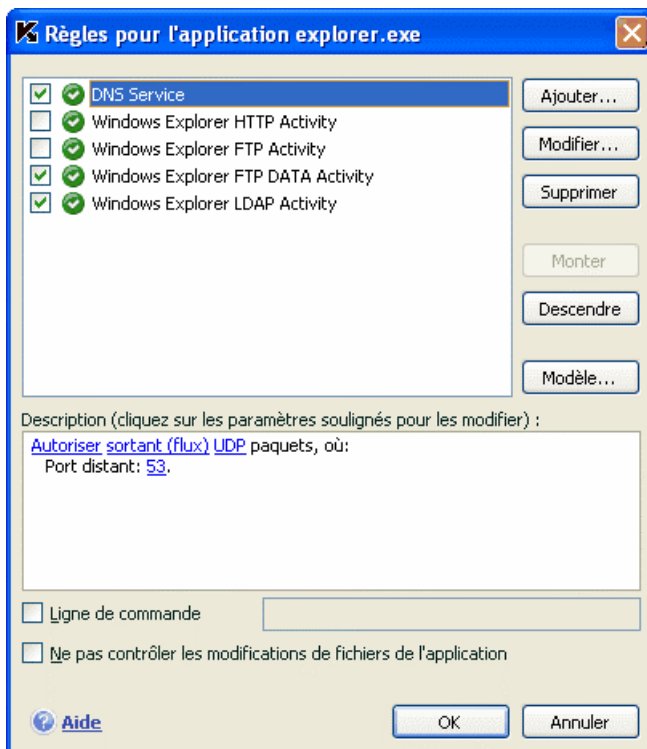 Règles pour l'application explorer.exe
DNS Service
Windows Explorer HTTP Activity
Windows Explorer FTP Activity
Windows Explorer FTP DATA Activity
Windows Explorer LDAP Activity
Ajouter...
Modifier...
Supprimer
Monter
Descendre
Modèle...
Description (cliquez sur les paramètres soulignés pour les modifier) :
Autoriser sortant (flux) UDP paquets, où:
Port distant: 53.
Ligne de commande
Ne pas contrôler les modifications de fichiers de l'application
Aide
OK
Annuler